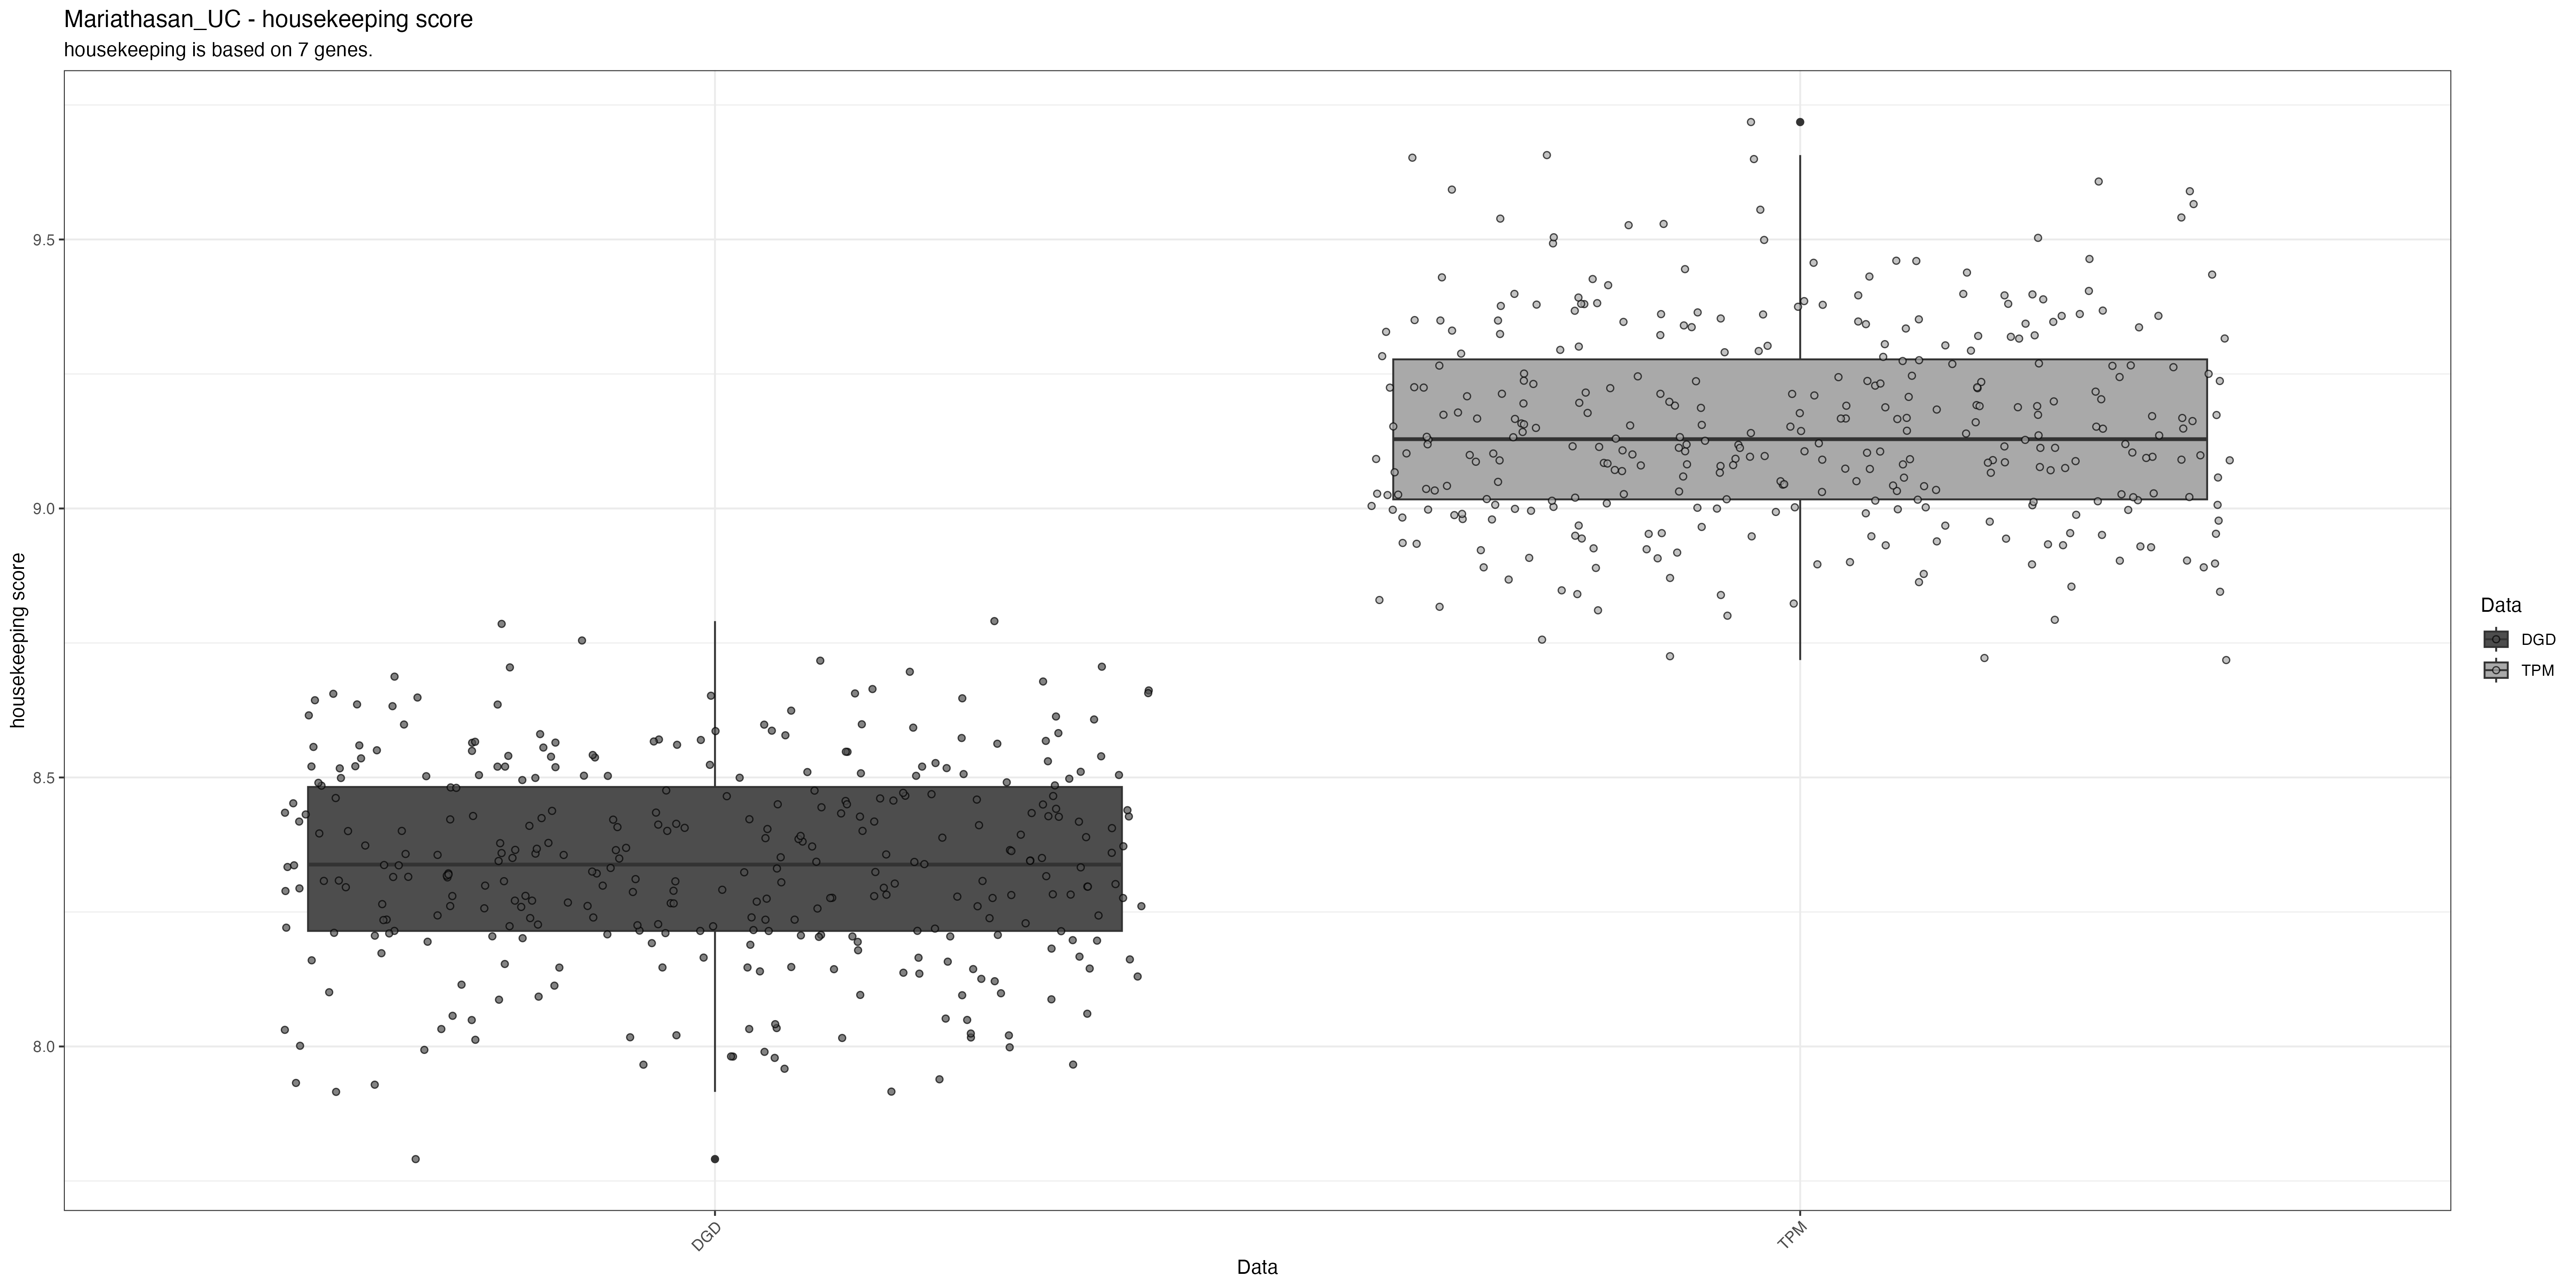 Mariathasan_UC - housekeeping score
housekeeping is based on 7 genes.
housekeeping score
9.5
9.0
8.5
8.0
DGD
TPM
Data
Data
DGD
TPM